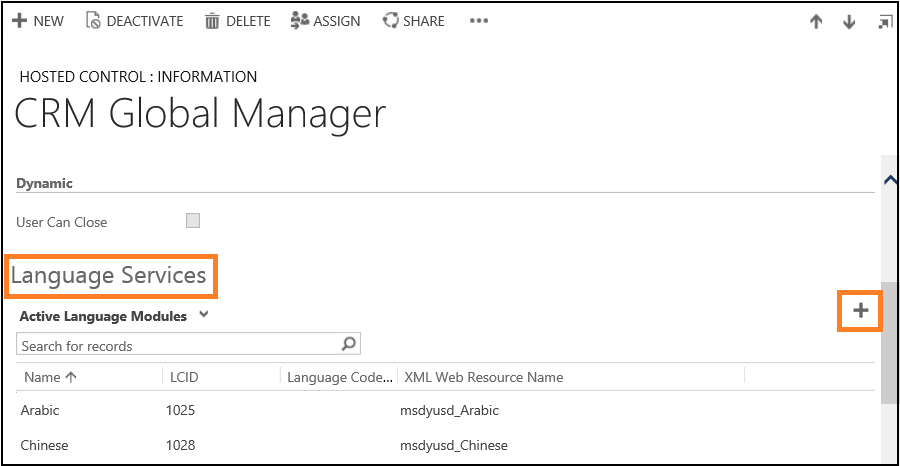 NEW DEACTIVATE DELETE ASSIGN SHARE
HOSTED CONTROL : INFORMATION
CRM Global Manager
Dynamic
User Can Close
Language Services
Active Language Modules
Search for records
Name LCID Language Code... XML Web Resource Name
Arabic 1025 msdyusd_Arabic
Chinese 1028 msdyusd_Chinese